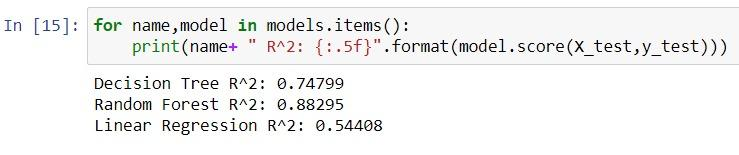 In [15]: for name,model in models.items():
print(name+ " R^2: {:.5f}".format(model.score(X_test,y_test)))
Decision Tree R^2: 0.74799
Random Forest R^2: 0.88295
Linear Regression R^2: 0.54408